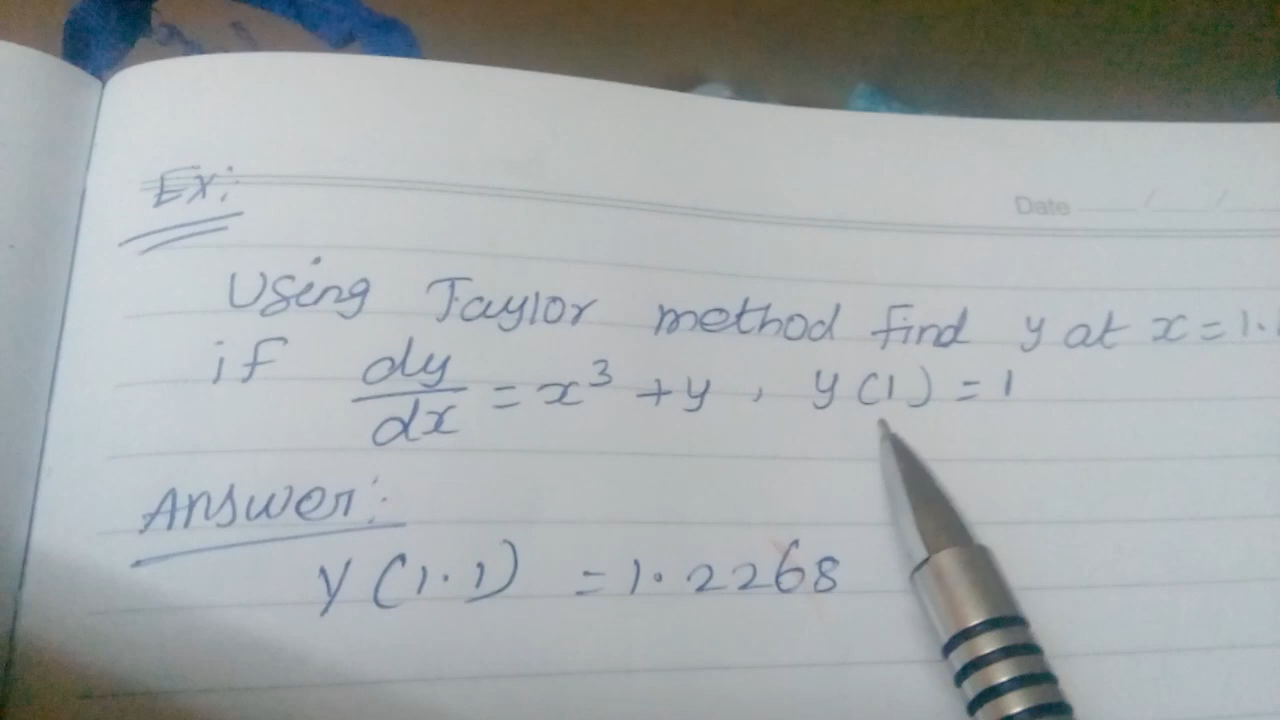 Ex:
Date
Using Taylor method find y at x = 1.
if dy/dx = x³ + y, y(1) = 1
Answer:
y(1.1) = 1.2268